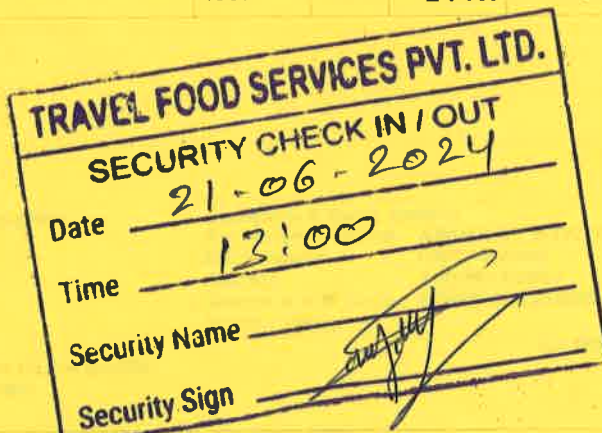 TRAVEL FOOD SERVICES PVT. LTD.
SECURITY CHECK IN / OUT
Date 21-06-2024
Time 13:00
Security Name
Security Sign